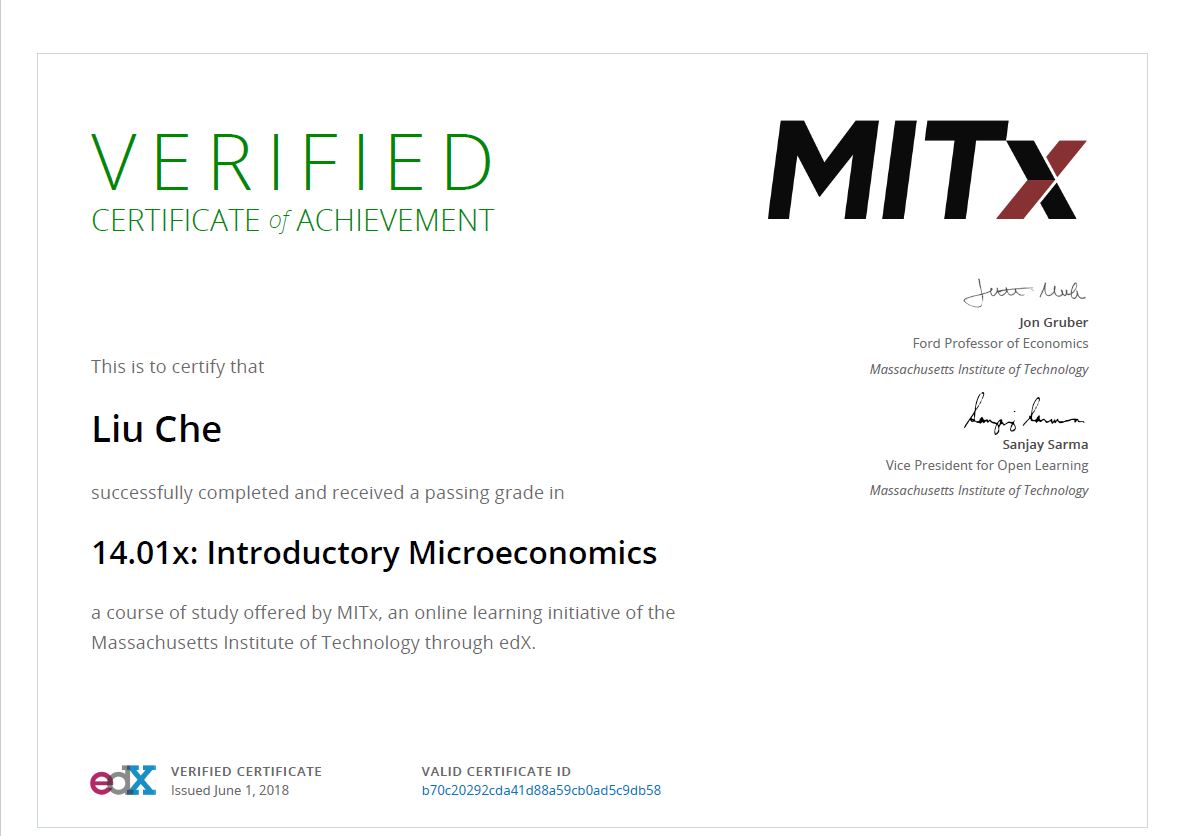 VERIFIED
CERTIFICATE of ACHIEVEMENT
MITx
Jon Gruber
Ford Professor of Economics
Massachusetts Institute of Technology
Sanjay Sarma
Vice President for Open Learning
Massachusetts Institute of Technology
This is to certify that
Liu Che
successfully completed and received a passing grade in
14.01x: Introductory Microeconomics
a course of study offered by MITx, an online learning initiative of the
Massachusetts Institute of Technology through edX.
edX
VERIFIED CERTIFICATE
Issued June 1, 2018
VALID CERTIFICATE ID
b70c20292cda41d88a59cb0ad5c9db58